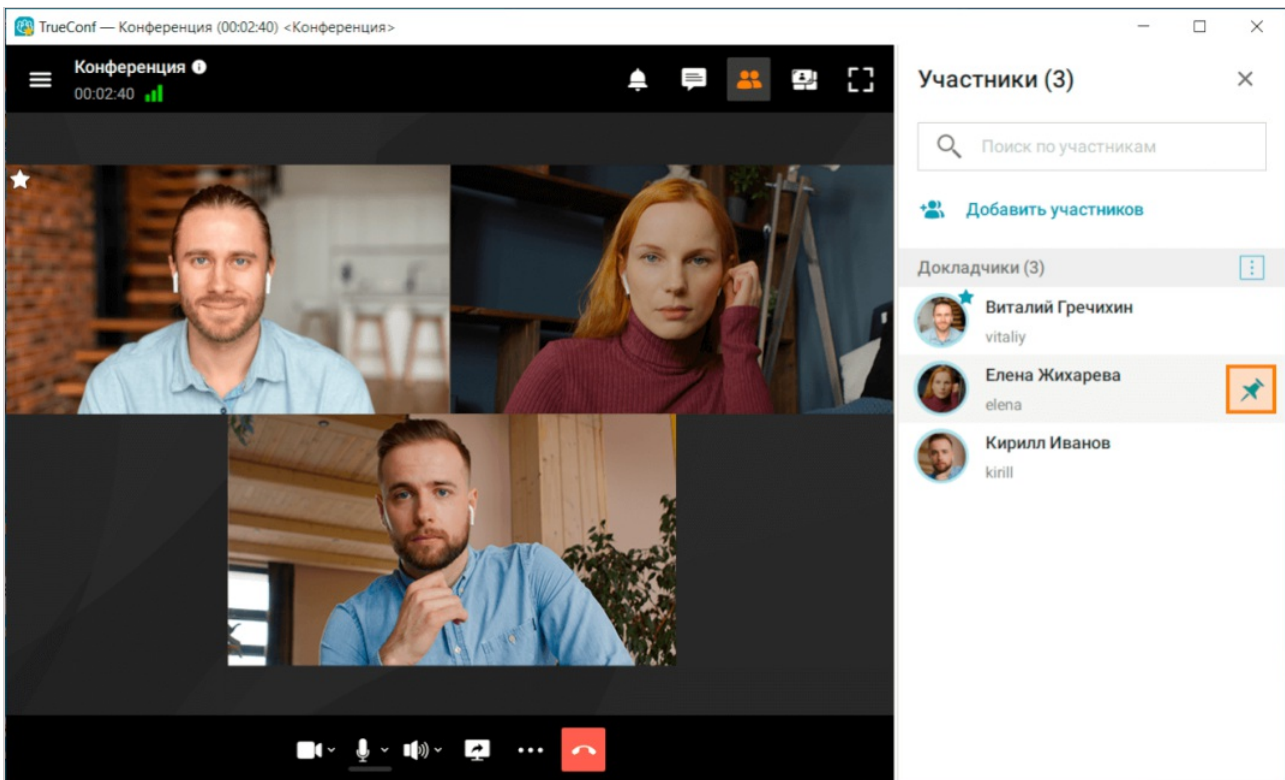 TrueConf — Конференция (00:02:40) <Конференция>
Конференция
00:02:40
Участники (3)
Поиск по участникам
Добавить участников
Докладчики (3)
Виталий Гречихин
vitaliy
Елена Жихарева
elena
Кирилл Иванов
kirill